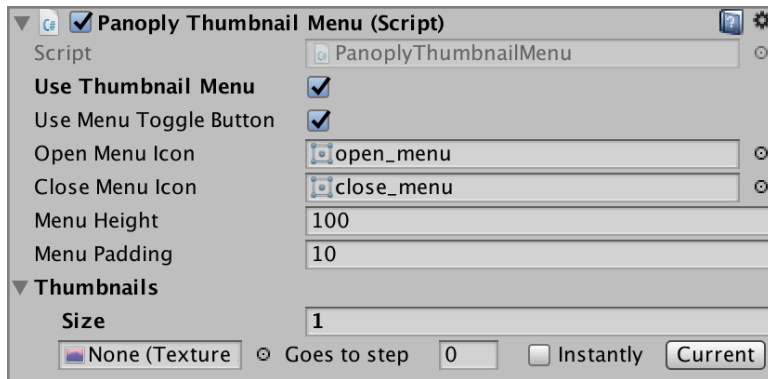 Panoply Thumbnail Menu (Script)
Script PanoplyThumbnailMenu
Use Thumbnail Menu
Use Menu Toggle Button
Open Menu Icon open_menu
Close Menu Icon close_menu
Menu Height 100
Menu Padding 10
Thumbnails
Size 1
None (Texture Goes to step 0 Instantly Current